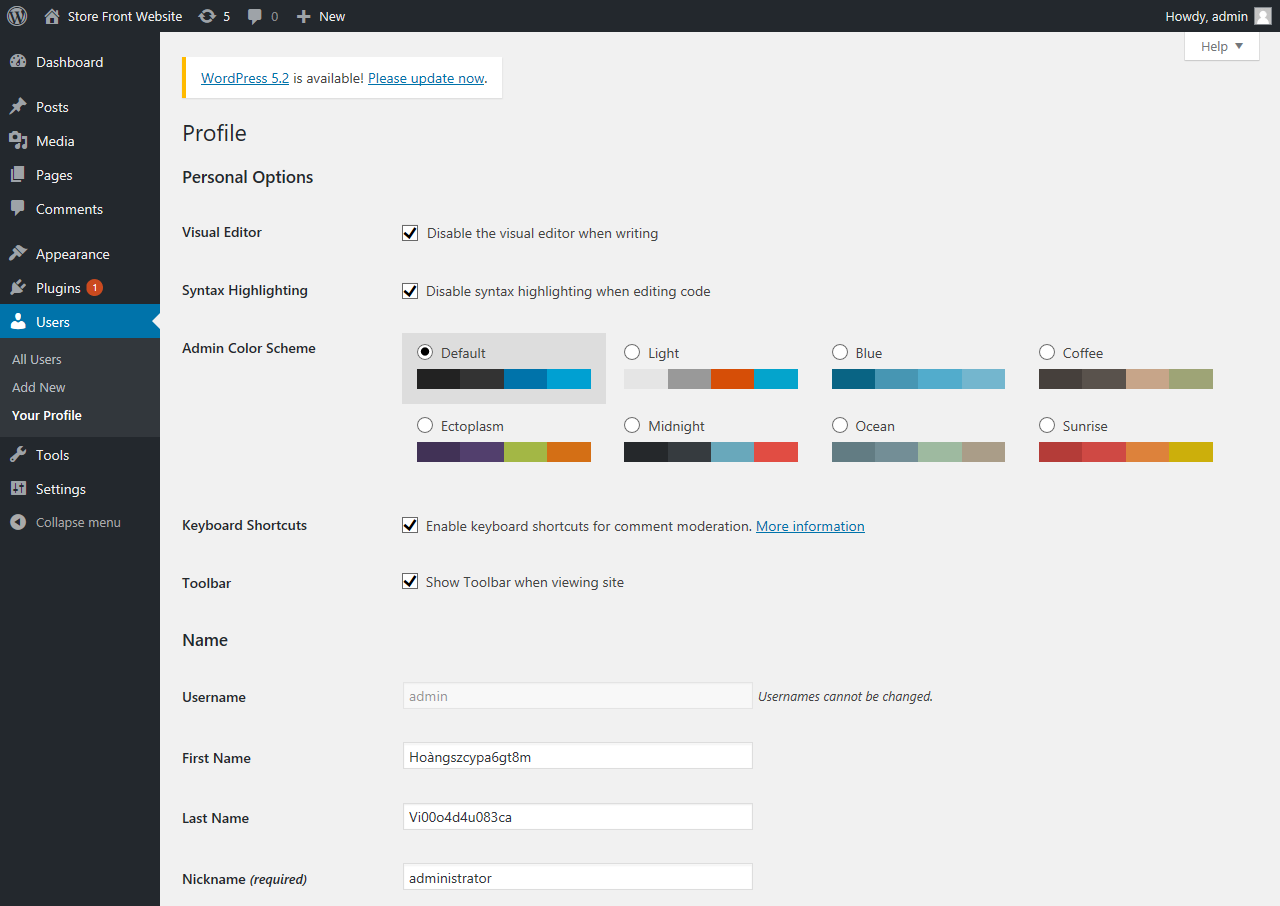 Store Front Website 5 0 New Howdy, admin
Help
Dashboard
Posts
Media
Pages
Comments
Appearance
Plugins 1
Users
All Users
Add New
Your Profile
Tools
Settings
Collapse menu
WordPress 5.2 is available! Please update now.
Profile
Personal Options
Visual Editor Disable the visual editor when writing
Syntax Highlighting Disable syntax highlighting when editing code
Admin Color Scheme Default Light Blue Coffee
Ectoplasm Midnight Ocean Sunrise
Keyboard Shortcuts Enable keyboard shortcuts for comment moderation. More information
Toolbar Show Toolbar when viewing site
Name
Username admin Usernames cannot be changed.
First Name Hoàngszcypa6gt8m
Last Name Vi00o4d4u083ca
Nickname (required) administrator